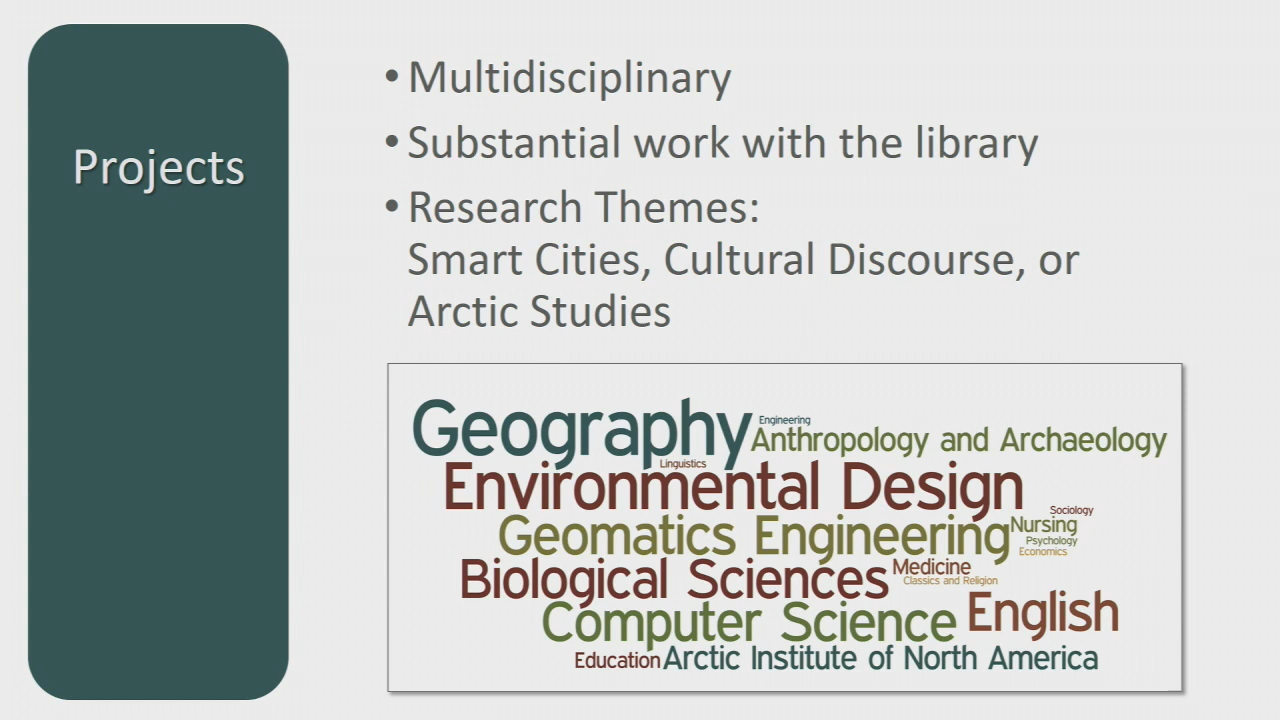 Projects
• Multidisciplinary
• Substantial work with the library
• Research Themes:
Smart Cities, Cultural Discourse, or
Arctic Studies
Geography
Engineering
Anthropology and Archaeology
Linguistics
Environmental Design
Sociology
Geomatics Engineering
Nursing
Psychology
Economics
Biological Sciences
Medicine
Classics and Religion
Computer Science
English
Education
Arctic Institute of North America